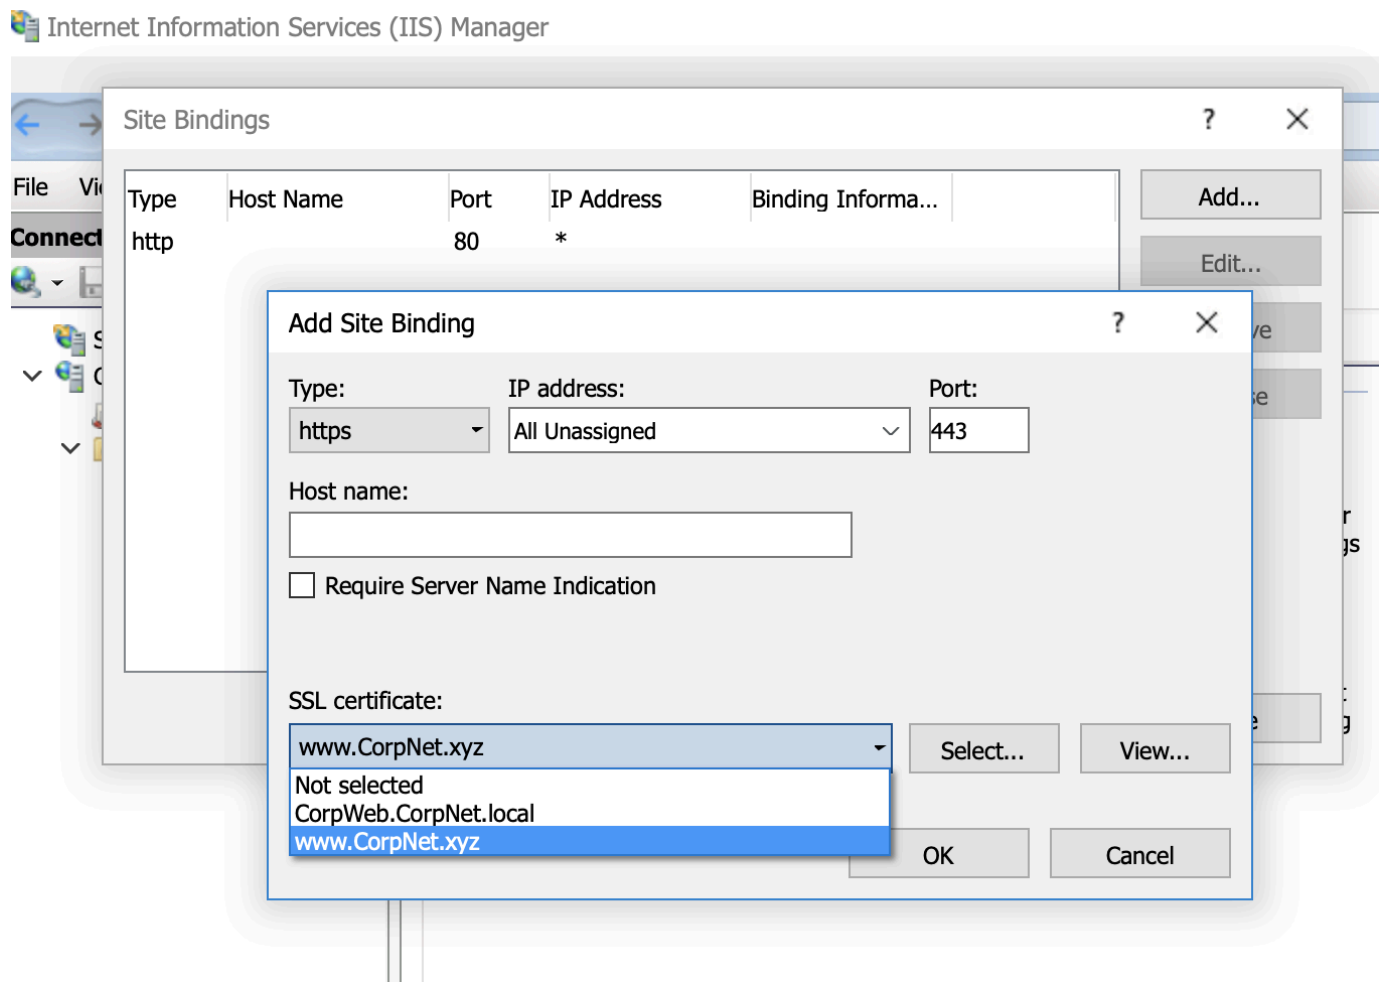 Internet Information Services (IIS) Manager
Site Bindings
?
File
Connect
Type Host Name Port IP Address Binding Informa...
http 80 *
Add...
Edit...
Add Site Binding
?
Type: IP address: Port:
https All Unassigned 443
Host name:
Require Server Name Indication
SSL certificate:
www.CorpNet.xyz
Select... View...
Not selected
CorpWeb.CorpNet.local
www.CorpNet.xyz
OK Cancel